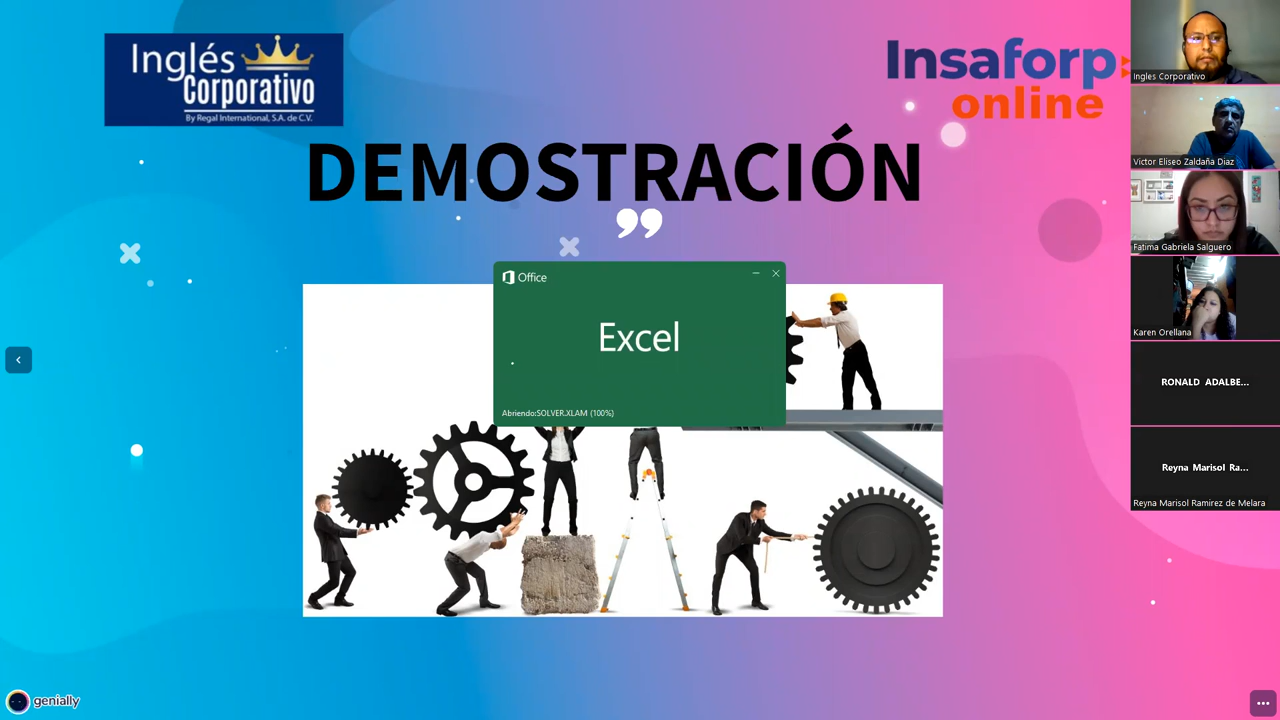 Inglés
Corporativo
By Regal International, S.A. de C.V.
Insaforp
online
DEMOSTRACIÓN
”
Office
Excel
Abriendo:SOLVER.XLAM (100%)
genially
Ingles Corporativo
Victor Eliseo Zaldaña Diaz
Fatima Gabriela Salguero
Karen Orellana
RONALD ADALBE...
Reyna Marisol Ra...
Reyna Marisol Ramirez de Melara